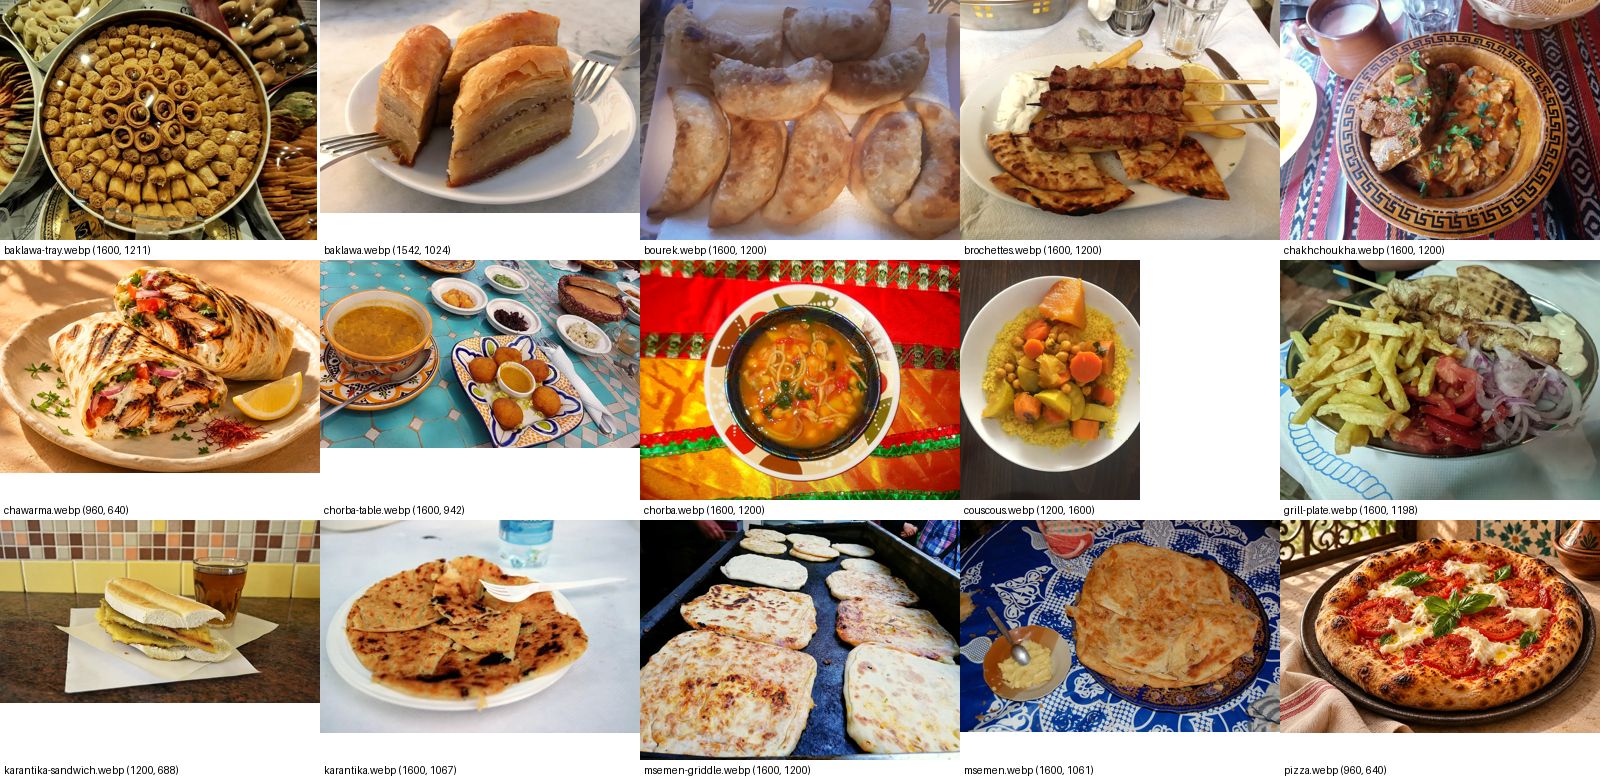 baklawa-tray.webp (1600, 1211)
baklawa.webp (1542, 1024)
bourek.webp (1600, 1200)
brochettes.webp (1600, 1200)
chakhchoukha.webp (1600, 1200)
chawarma.webp (960, 640)
chorba-table.webp (1600, 942)
chorba.webp (1600, 1200)
couscous.webp (1200, 1600)
grill-plate.webp (1600, 1198)
karantika-sandwich.webp (1200, 688)
karantika.webp (1600, 1067)
msemen-griddle.webp (1600, 1200)
msemen.webp (1600, 1061)
pizza.webp (960, 640)